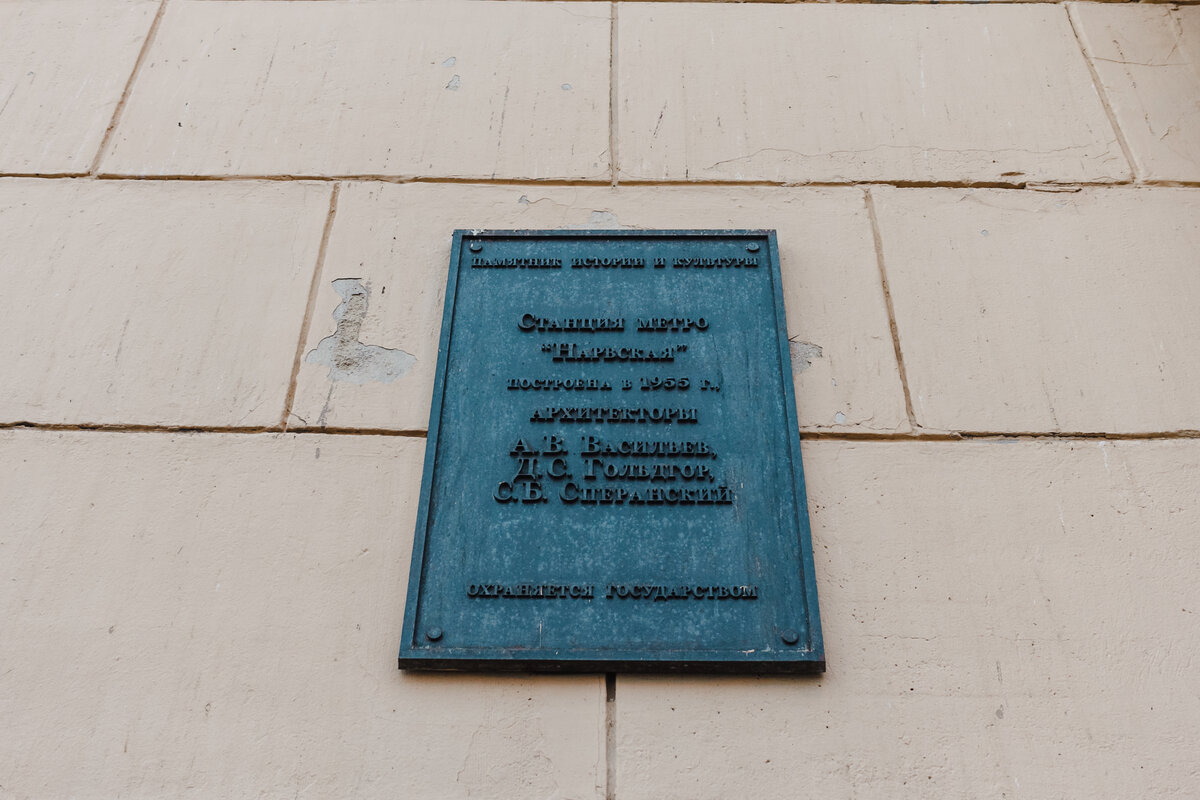 ПАМЯТНИК ИСТОРИИ И КУЛЬТУРЫ
СТАНЦИЯ МЕТРО
"НАРВСКАЯ"
ПОСТРОЕНА В 1955 Г.,
АРХИТЕКТОРЫ
А.В. ВАСИЛЬЕВ,
Д.С. ГОЛЬДГОР,
С.Б. СПЕРАНСКИЙ
ОХРАНЯЕТСЯ ГОСУДАРСТВОМ